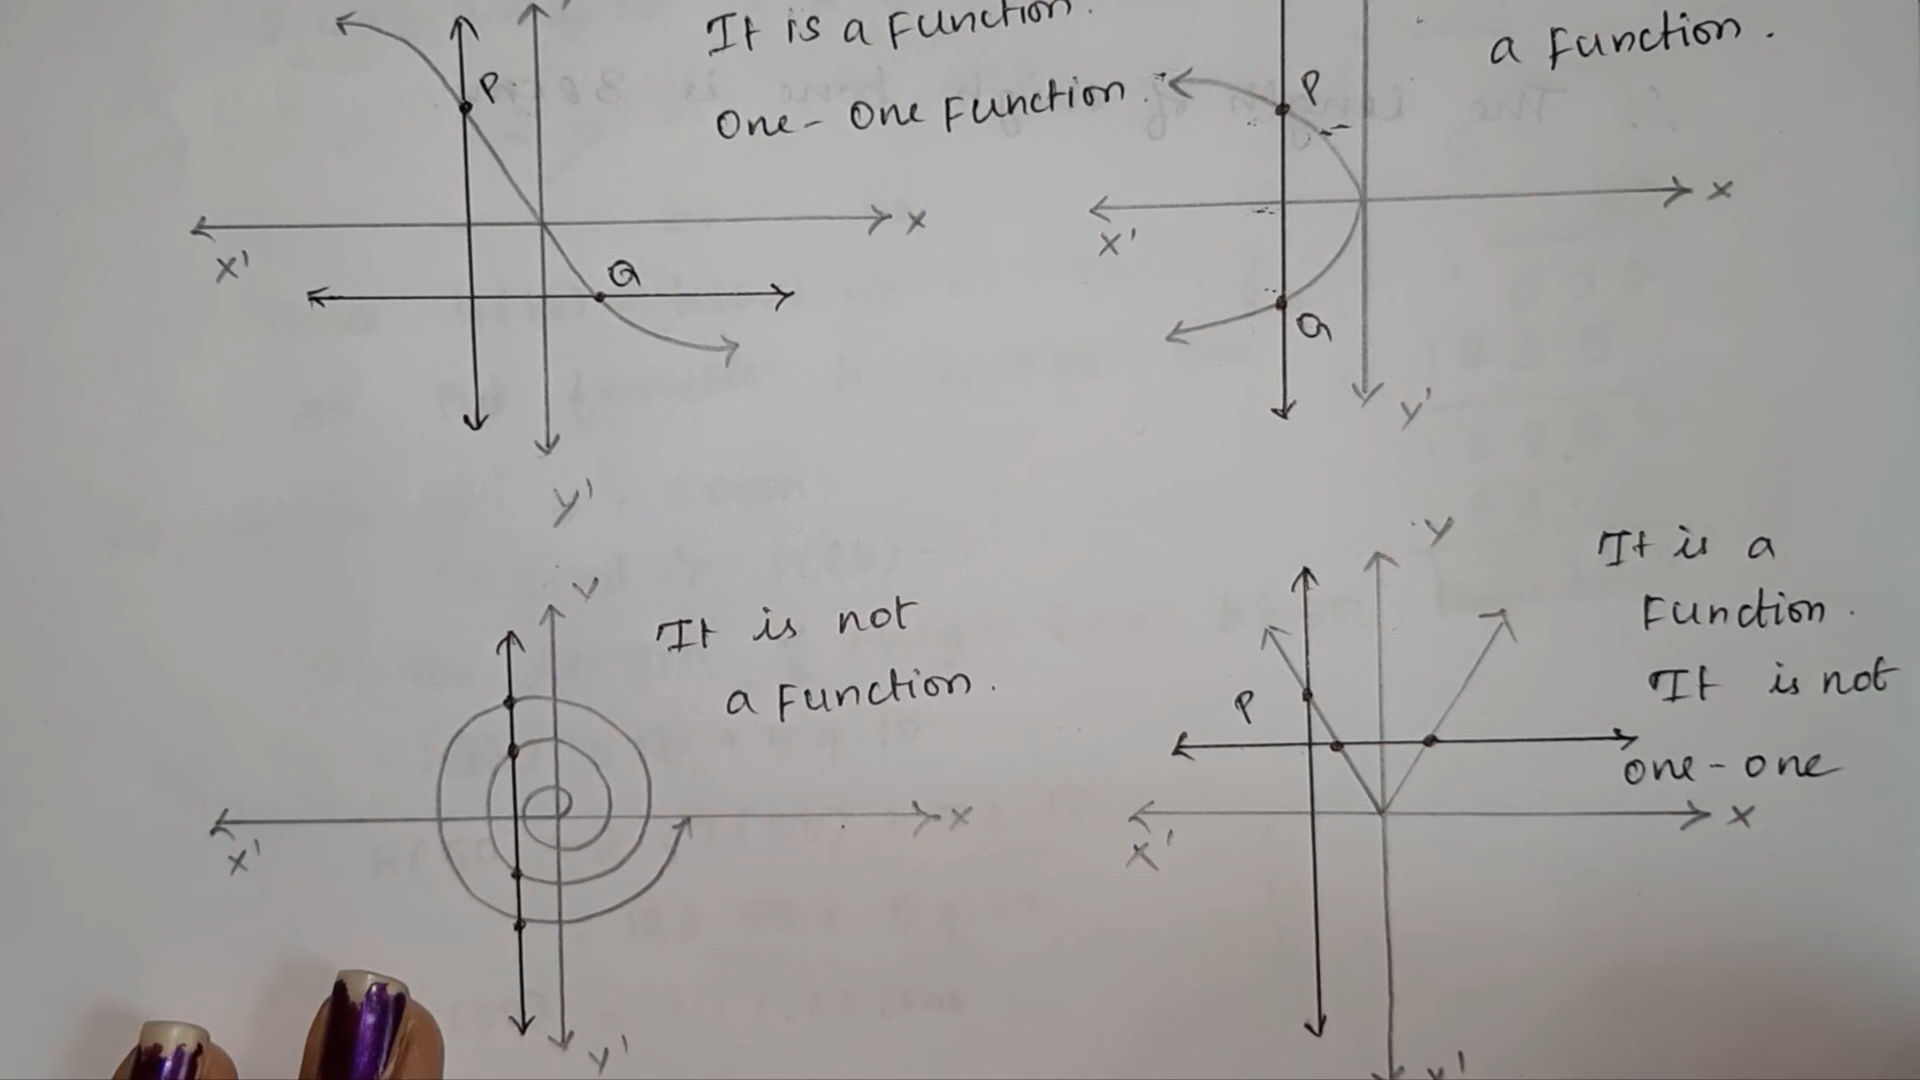 It is a Function.
One-One Function.
P
Q
X
X'
y'
a Function.
P
Q
X
X'
y'
It is not
a Function.
y
X
X'
y'
It is a
Function.
It is not
one-one
y
P
X
X'
y'